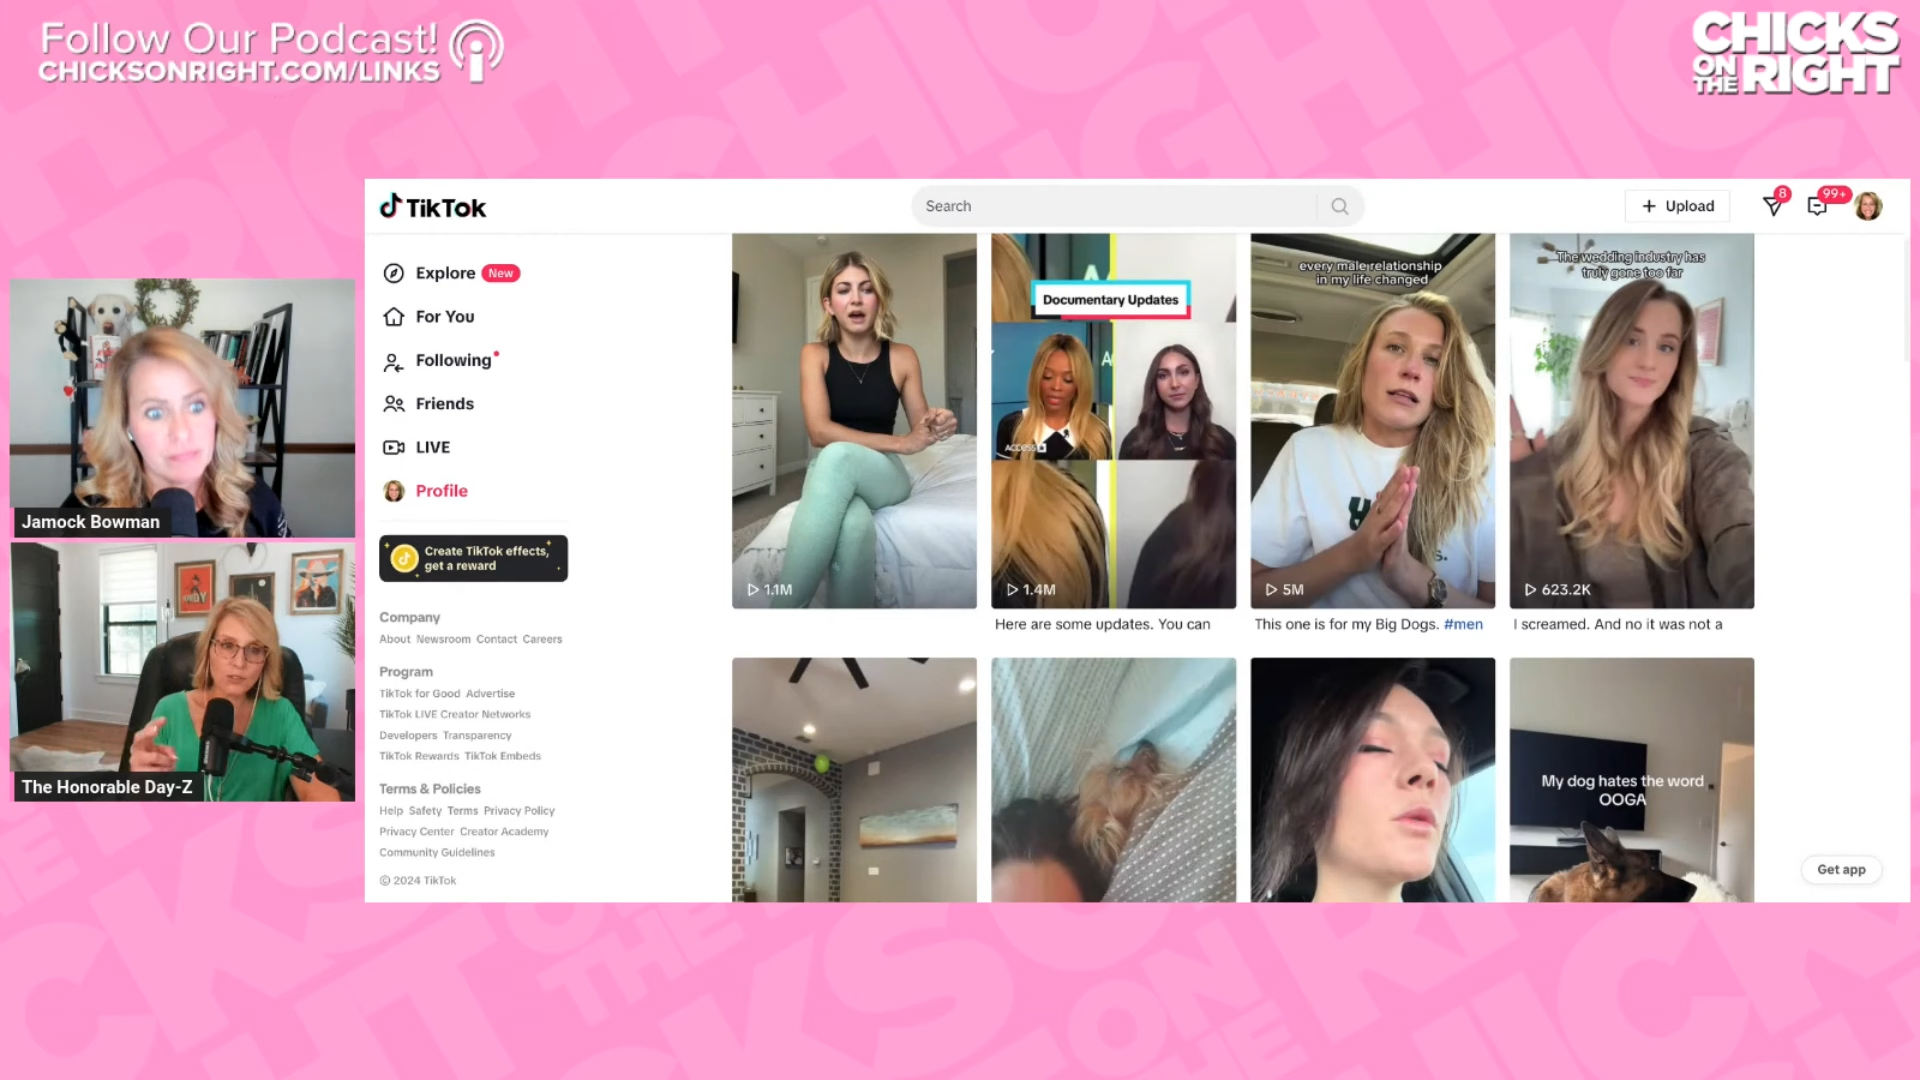 Follow Our Podcast!
CHICKSONRIGHT.COM/LINKS
CHICKS
ON THE RIGHT
TikTok
Search
Upload
8
99+
Explore New
For You
Following
Friends
LIVE
Profile
Create TikTok effects,
get a reward
Company
About Newsroom Contact Careers
Program
TikTok for Good Advertise
TikTok LIVE Creator Networks
Developers Transparency
TikTok Rewards TikTok Embeds
Terms & Policies
Help Safety Terms Privacy Policy
Privacy Center Creator Academy
Community Guidelines
© 2024 TikTok
1.1M
Documentary Updates
ACCESS
1.4M
Here are some updates. You can
every male relationship
in my life changed
5M
This one is for my Big Dogs. #men
The wedding industry has
truly gone too far
623.2K
I screamed. And no it was not a
My dog hates the word
OOGA
Get app
Jamock Bowman
The Honorable Day-Z